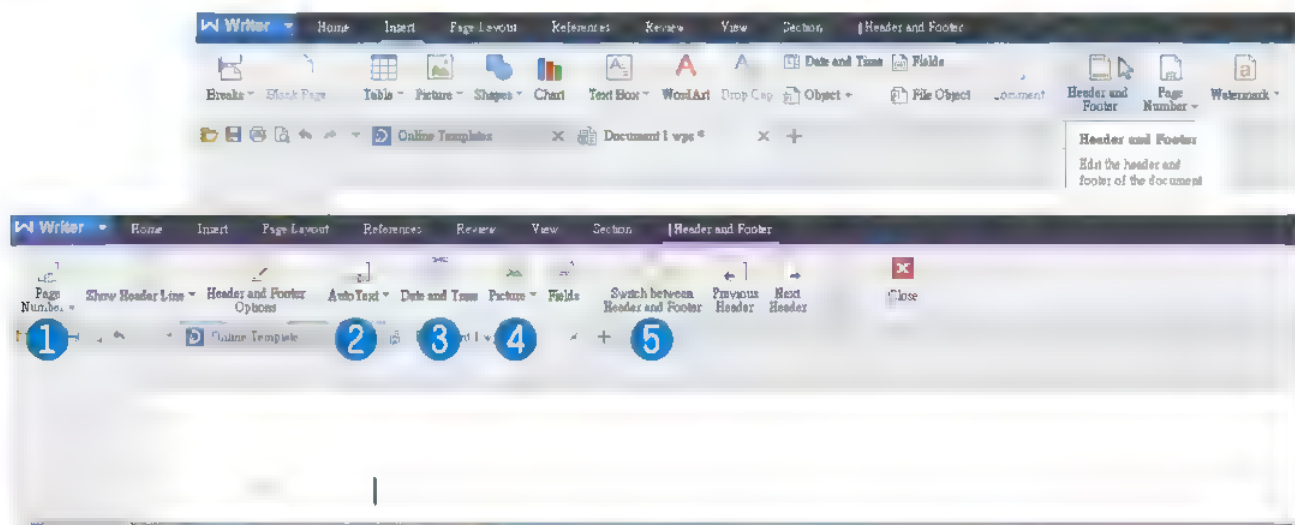 Writer Home Insert Page Layout References Review View Section Header and Footer
Date and Time Fields
Breaks Blank Page Table Picture Shapes Chart Text Box WordArt Drop Cap Object File Object Comment Header and Footer Page Number Watermark
Online Templates Document1.wps * +
Header and Footer
Edit the header and
footer of the document
Writer Home Insert Page Layout References Review View Section Header and Footer
Page Number Show Header Line Header and Footer Options AutoText Date and Time Picture Fields Switch between Header and Footer Previous Header Next Header Close
Online Template +
1 2 3 4 5